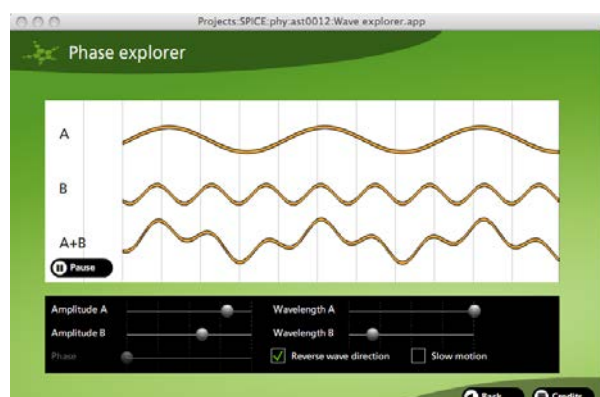 Projects:SPICE:phy:ast0012:Wave explorer.app
Phase explorer
A
B
A+B
Pause
Amplitude A
Wavelength A
Amplitude B
Wavelength B
Phase
Reverse wave direction
Slow motion
Back
Credits